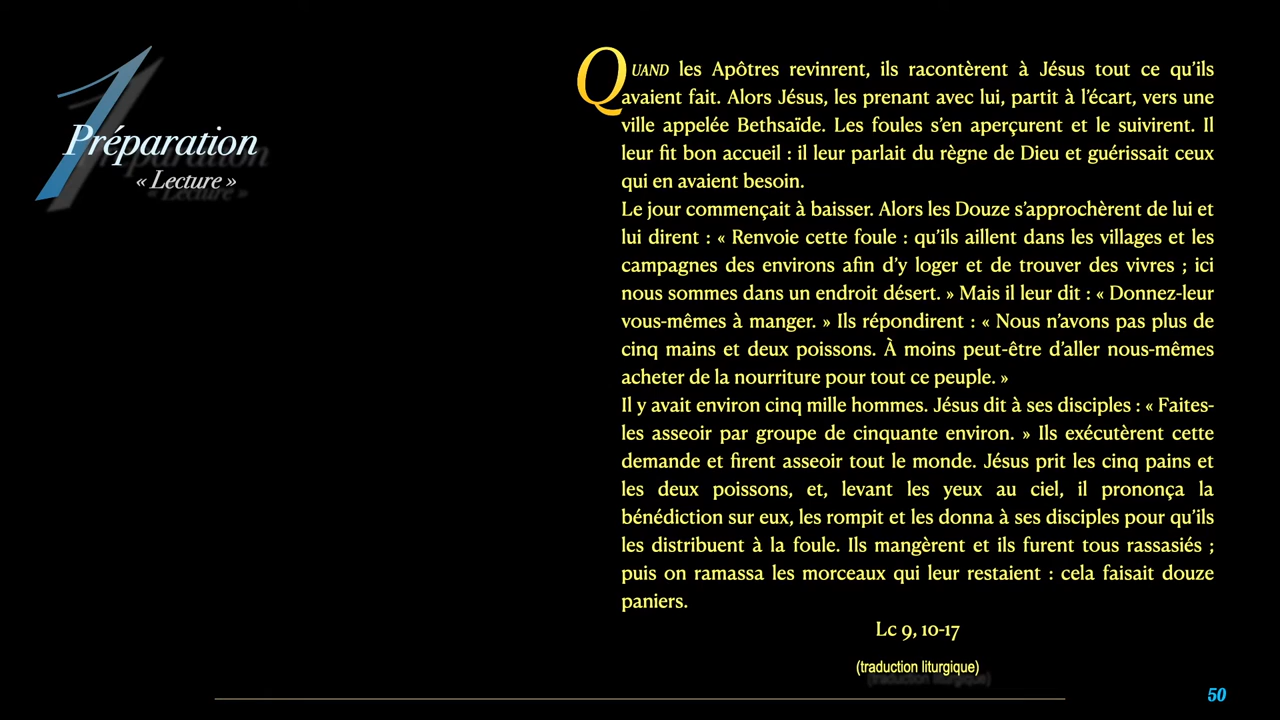 1
Préparation
« Lecture »
QUAND les Apôtres revinrent, ils racontèrent à Jésus tout ce qu’ils
avaient fait. Alors Jésus, les prenant avec lui, partit à l’écart, vers une
ville appelée Bethsaïde. Les foules s’en aperçurent et le suivirent. Il
leur fit bon accueil : il leur parlait du règne de Dieu et guérissait ceux
qui en avaient besoin.
Le jour commençait à baisser. Alors les Douze s’approchèrent de lui et
lui dirent : « Renvoie cette foule : qu’ils aillent dans les villages et les
campagnes des environs afin d’y loger et de trouver des vivres ; ici
nous sommes dans un endroit désert. » Mais il leur dit : « Donnez-leur
vous-mêmes à manger. » Ils répondirent : « Nous n’avons pas plus de
cinq mains et deux poissons. À moins peut-être d’aller nous-mêmes
acheter de la nourriture pour tout ce peuple. »
Il y avait environ cinq mille hommes. Jésus dit à ses disciples : « Faites-
les asseoir par groupe de cinquante environ. » Ils exécutèrent cette
demande et firent asseoir tout le monde. Jésus prit les cinq pains et
les deux poissons, et, levant les yeux au ciel, il prononça la
bénédiction sur eux, les rompit et les donna à ses disciples pour qu’ils
les distribuent à la foule. Ils mangèrent et ils furent tous rassasiés ;
puis on ramassa les morceaux qui leur restaient : cela faisait douze
paniers.
Lc 9, 10-17
(traduction liturgique)
50